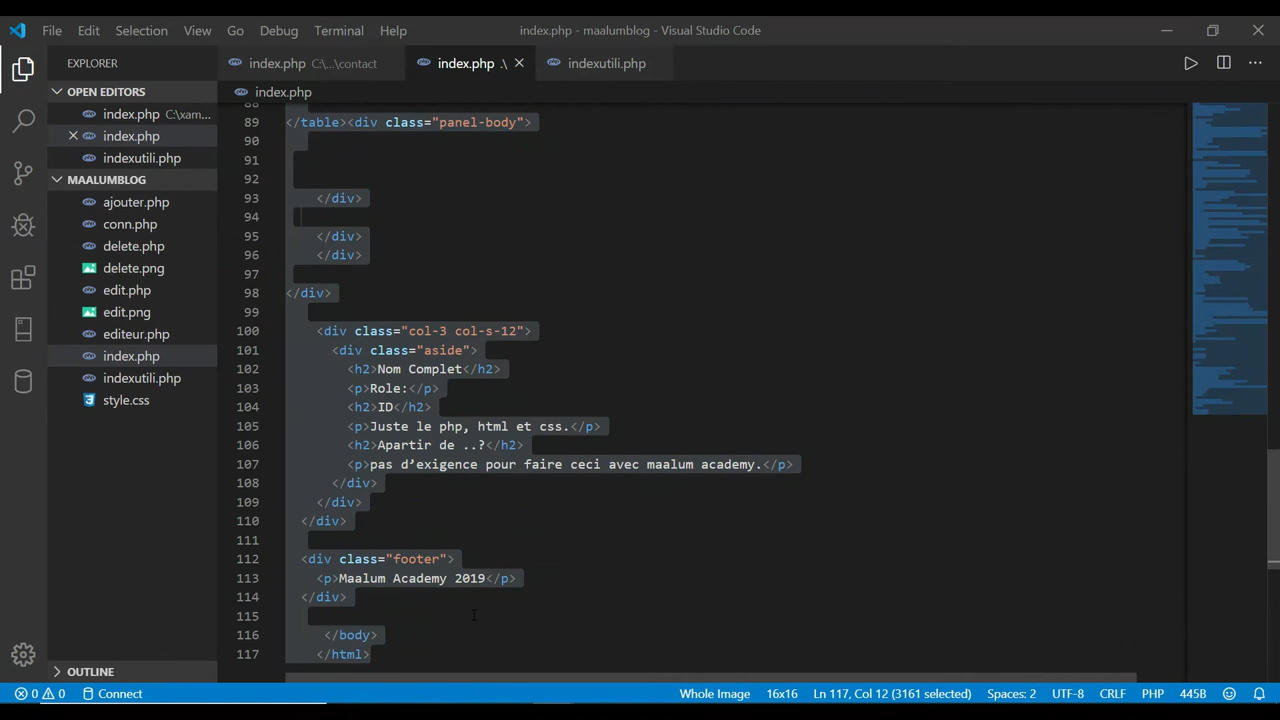 File Edit Selection View Go Debug Terminal Help
index.php - maalumblog - Visual Studio Code
EXPLORER
index.php C:\...\contact
index.php .\
indexutili.php
OPEN EDITORS
index.php
index.php C:\xam...
index.php
indexutili.php
MAALUMBLOG
ajouter.php
conn.php
delete.php
delete.png
edit.php
edit.png
editeur.php
index.php
indexutili.php
style.css
OUTLINE
89 </table><div class="panel-body">
90
91
92
93 </div>
94
95 </div>
96 </div>
97
98 </div>
99
100 <div class="col-3 col-s-12">
101 <div class="aside">
102 <h2>Nom Complet</h2>
103 <p>Role:</p>
104 <h2>ID</h2>
105 <p>Juste le php, html et css.</p>
106 <h2>Apartir de ..?</h2>
107 <p>pas d’exigence pour faire ceci avec maalum academy.</p>
108 </div>
109 </div>
110 </div>
111
112 <div class="footer">
113 <p>Maalum Academy 2019</p>
114 </div>
115
116 </body>
117 </html>
0 0 Connect
Whole Image 16x16 Ln 117, Col 12 (3161 selected) Spaces: 2 UTF-8 CRLF PHP 445B